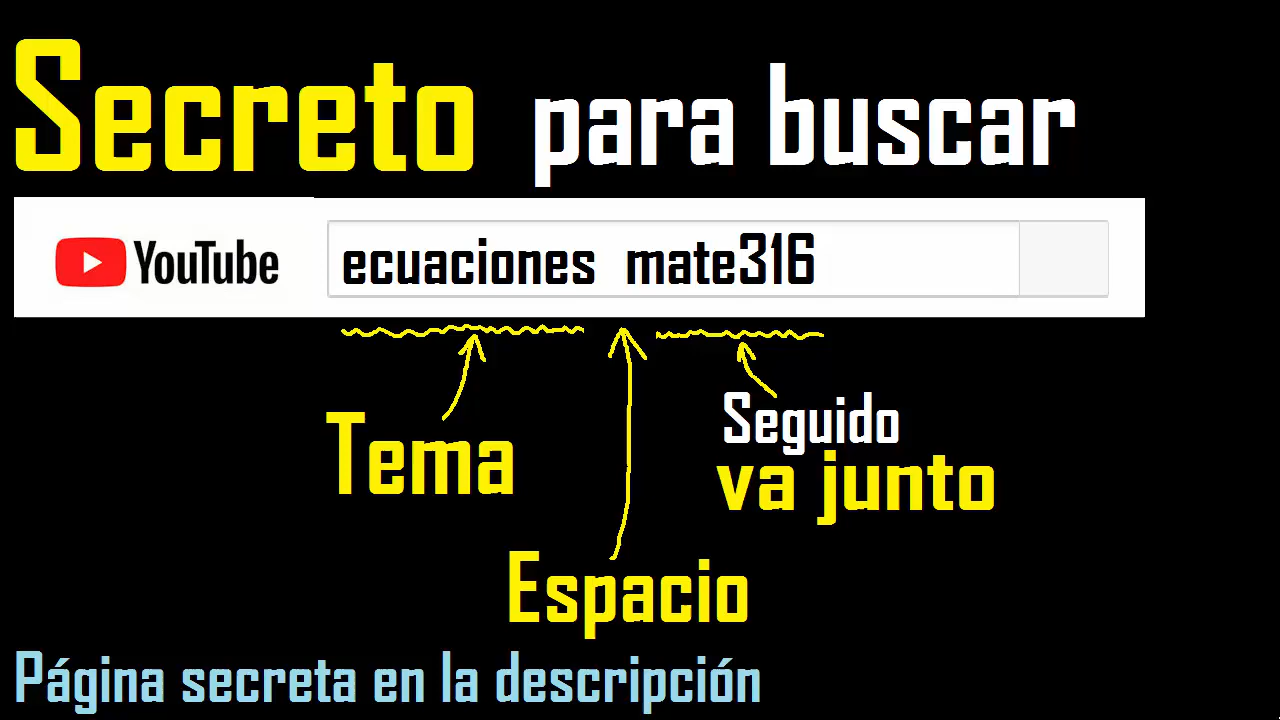 Secreto para buscar
YouTube ecuaciones mate316
Tema
Seguido
va junto
Espacio
Página secreta en la descripción